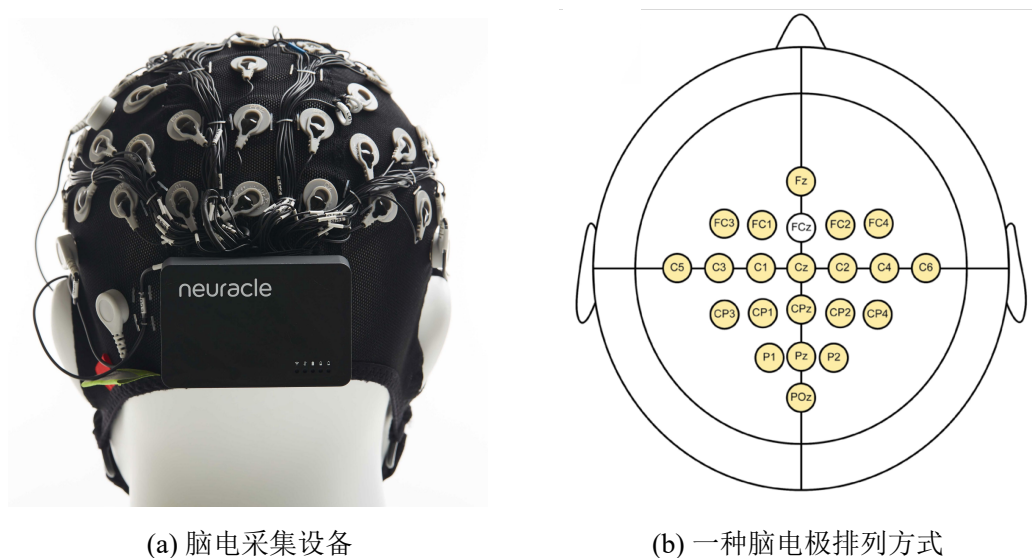 neuracle
Fz
FC3 FC1 FCz FC2 FC4
C5 C3 C1 Cz C2 C4 C6
CP3 CP1 CPz CP2 CP4
P1 Pz P2
POz
(a) 脑电采集设备
(b) 一种脑电极排列方式